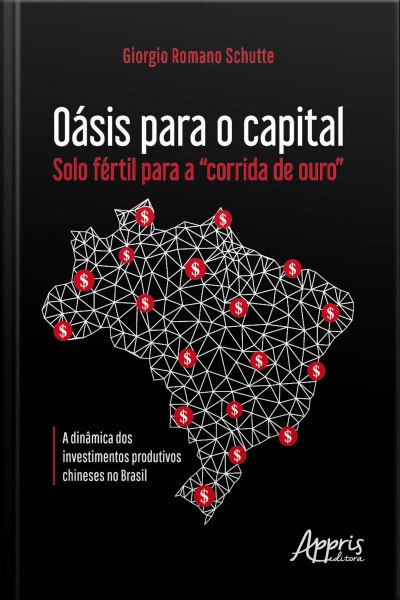 Giorgio Romano Schutte
Oásis para o capital
Solo fértil para a “corrida de ouro”
$ $
$ $ $
$
$ $ $
$
$ $
$
$ $
$
$
$
A dinâmica dos
investimentos produtivos
chineses no Brasil
Appris
editora